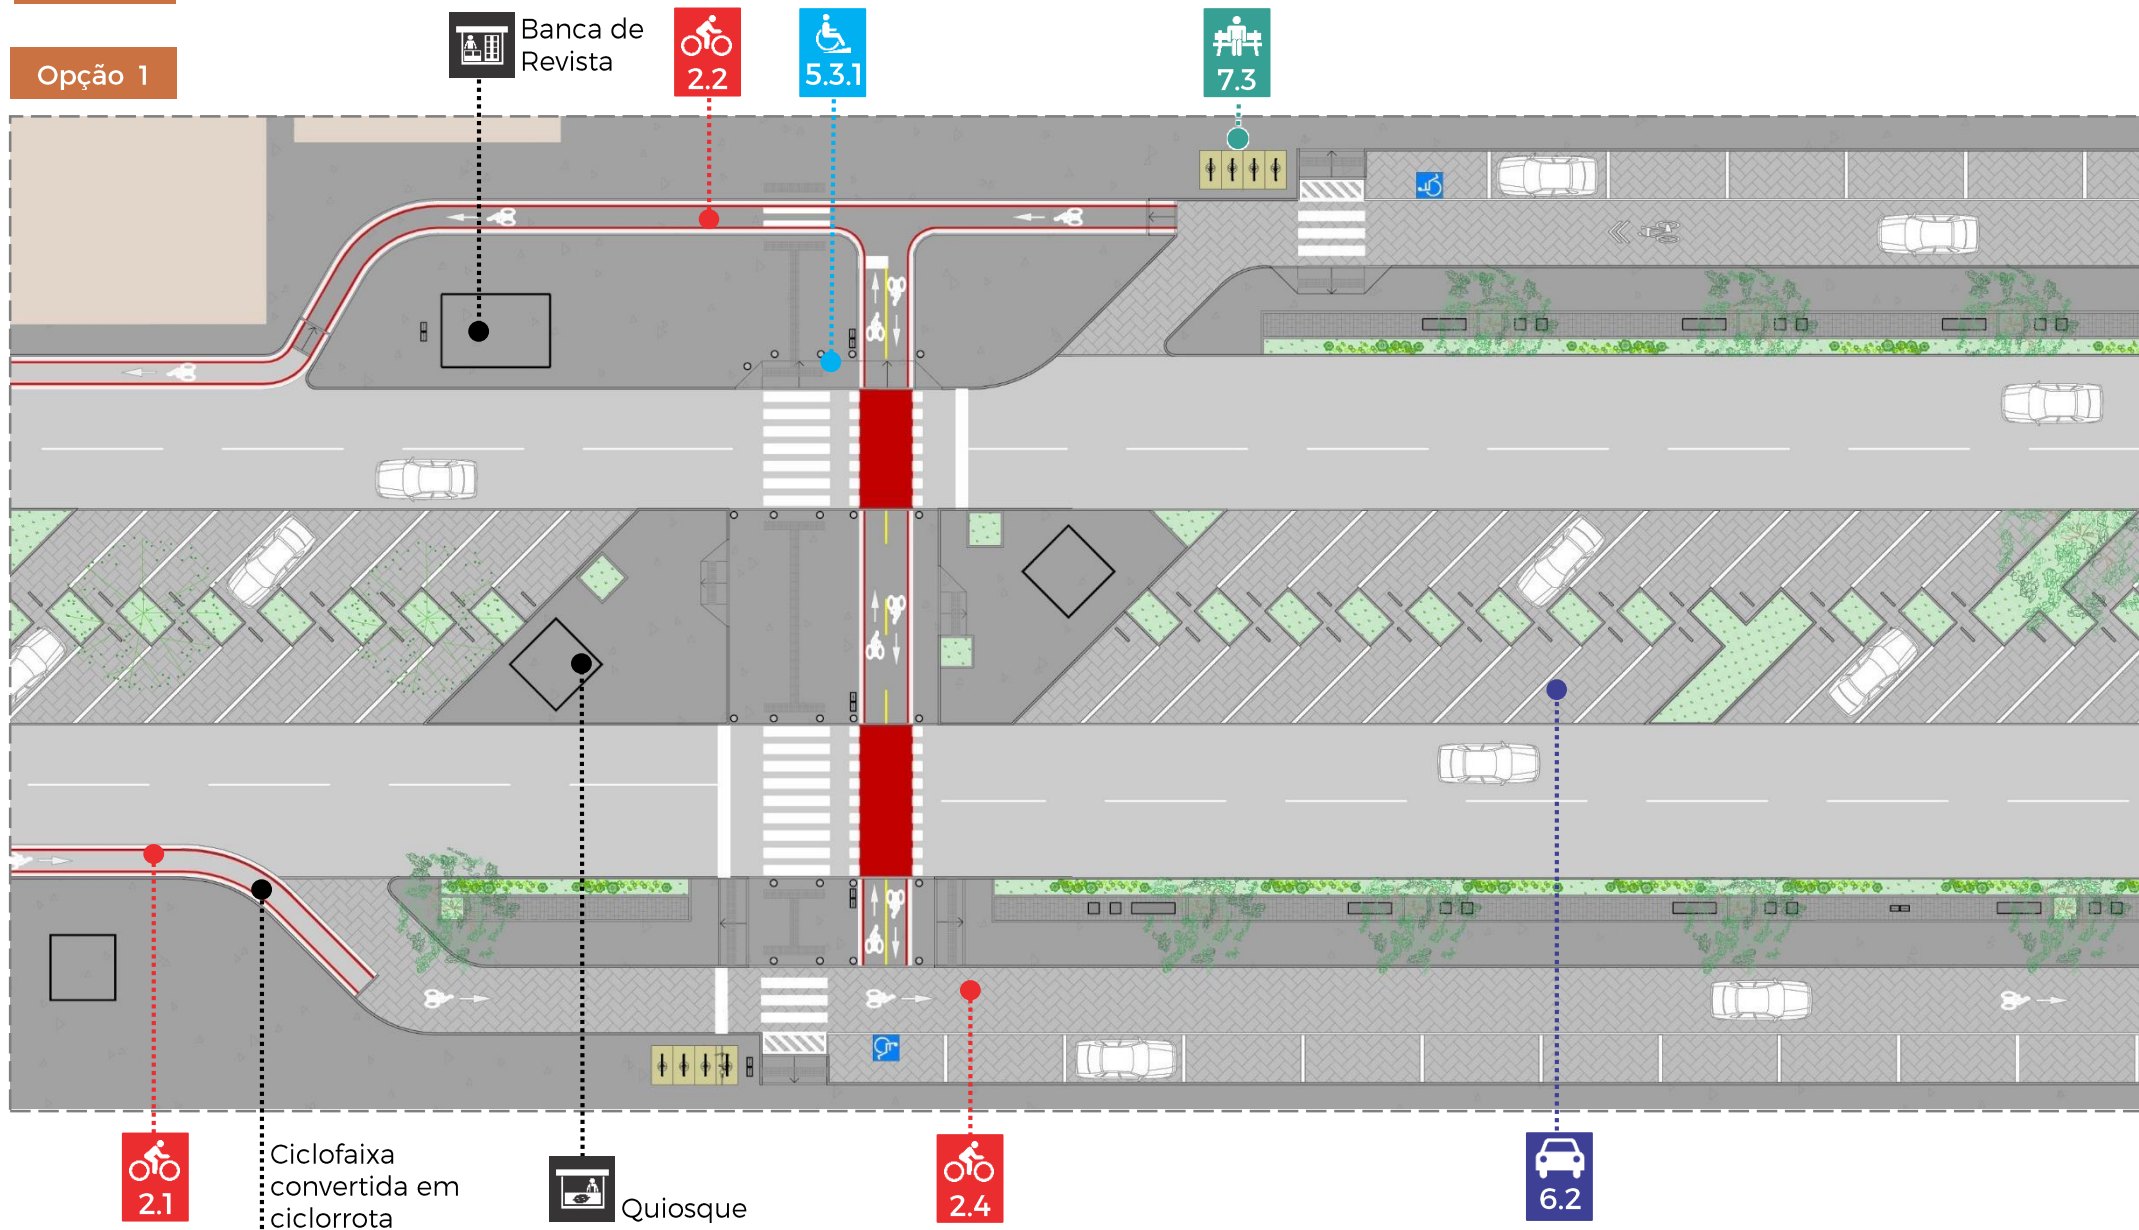 Opção 1
Banca de
Revista
2.2
5.3.1
7.3
2.1
Ciclofaixa
convertida em
ciclorrota
Quiosque
2.4
6.2